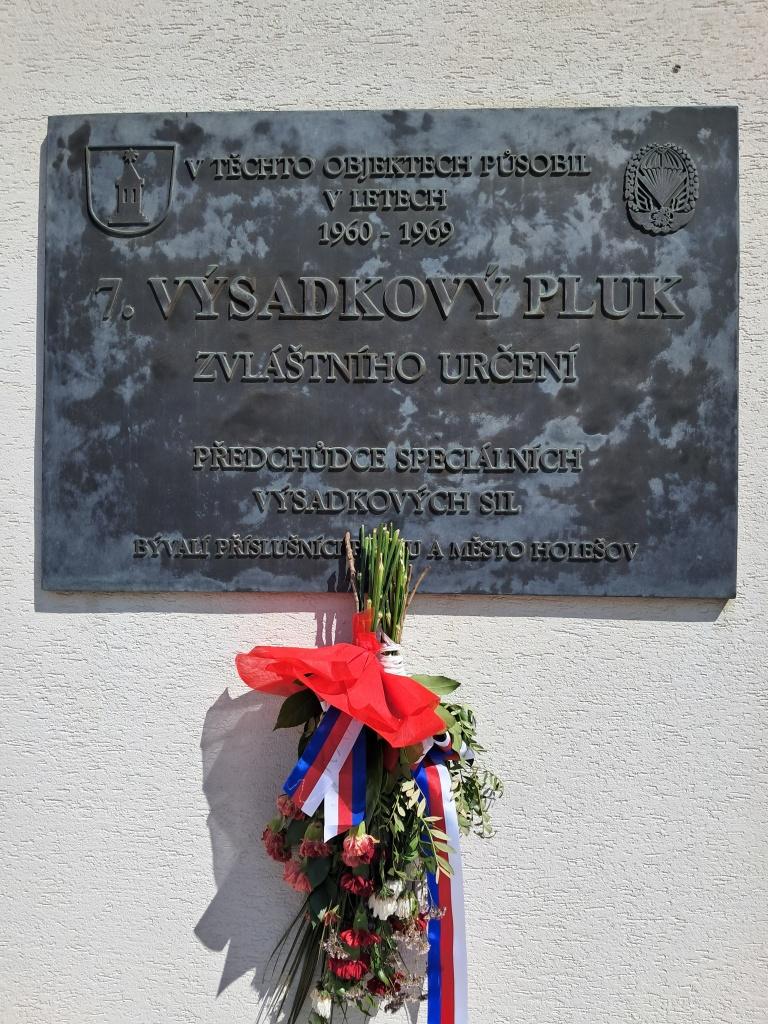 V TĚCHTO OBJEKTECH PŮSOBIL
V LETECH
1960 - 1969
7. VÝSADKOVÝ PLUK
ZVLÁŠTNÍHO URČENÍ
PŘEDCHŮDCE SPECIÁLNÍCH
VÝSADKOVÝCH SIL
BÝVALÍ PŘÍSLUŠNÍCI A MĚSTO HOLEŠOV